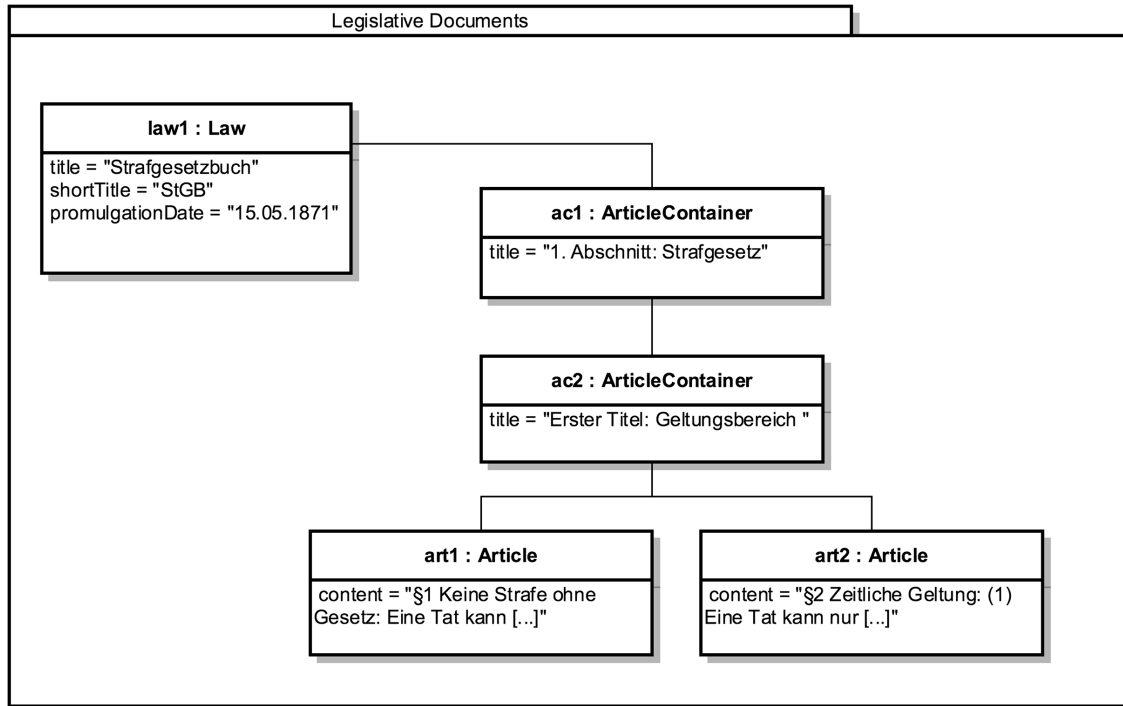 Legislative Documents
law1 : Law
title = "Strafgesetzbuch"
shortTitle = "StGB"
promulgationDate = "15.05.1871"
ac1 : ArticleContainer
title = "1. Abschnitt: Strafgesetz"
ac2 : ArticleContainer
title = "Erster Titel: Geltungsbereich "
art1 : Article
content = "§1 Keine Strafe ohne
Gesetz: Eine Tat kann [...]"
art2 : Article
content = "§2 Zeitliche Geltung: (1)
Eine Tat kann nur [...]"